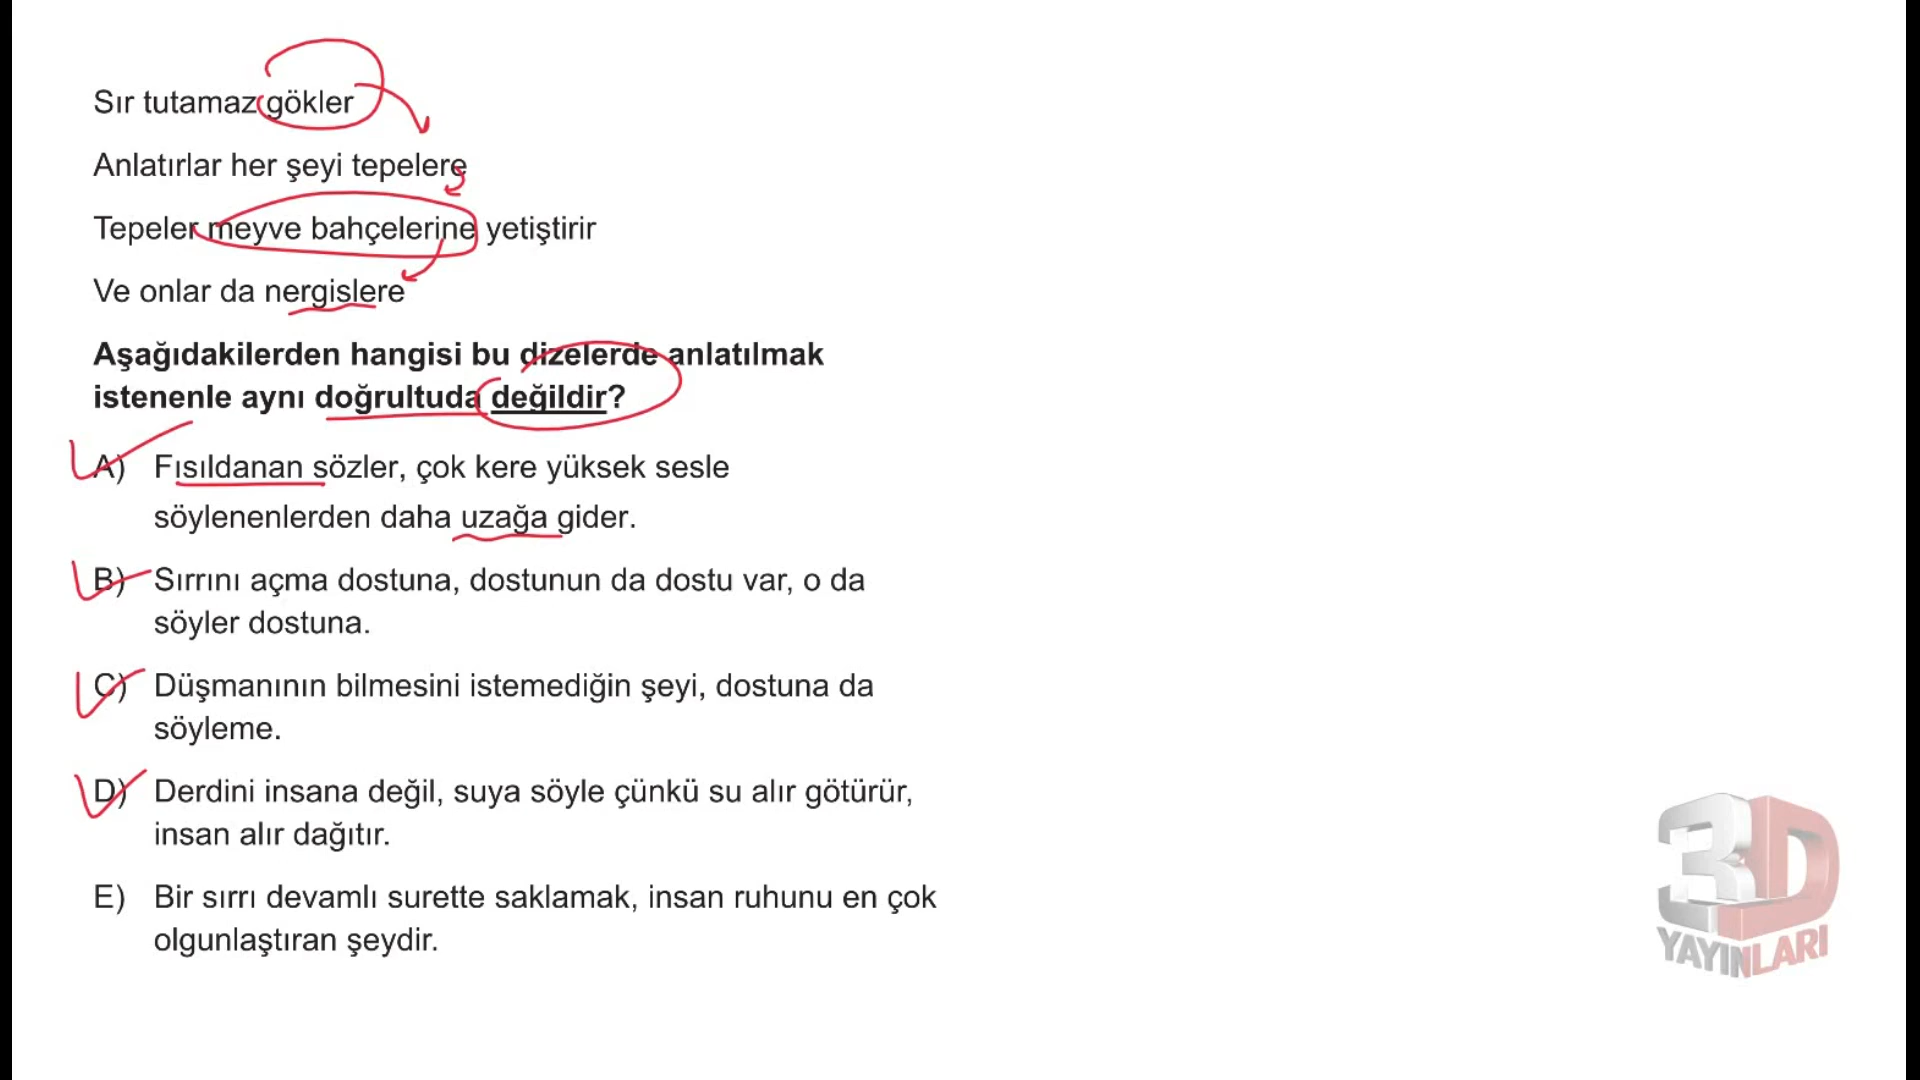 Sır tutamaz gökler
Anlatırlar her şeyi tepelere
Tepeler meyve bahçelerine yetiştirir
Ve onlar da nergislere
Aşağıdakilerden hangisi bu dizelerde anlatılmak
istenenle aynı doğrultuda değildir?
A) Fısıldanan sözler, çok kere yüksek sesle
söylenenlerden daha uzağa gider.
B) Sırrını açma dostuna, dostunun da dostu var, o da
söyler dostuna.
C) Düşmanının bilmesini istemediğin şeyi, dostuna da
söyleme.
D) Derdini insana değil, suya söyle çünkü su alır götürür,
insan alır dağıtır.
E) Bir sırrı devamlı surette saklamak, insan ruhunu en çok
olgunlaştıran şeydir.
3D
YAYINLARI